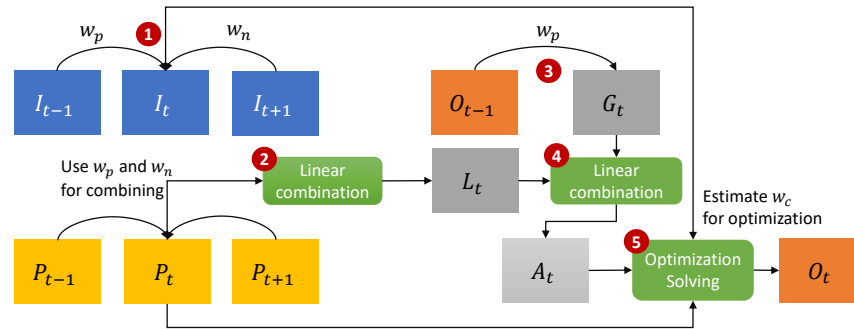 1
w_p
w_n
w_p
3
I_{t-1}
I_t
I_{t+1}
O_{t-1}
G_t
Use w_p and w_n
for combining
2
Linear
combination
L_t
4
Linear
combination
Estimate w_c
for optimization
P_{t-1}
P_t
P_{t+1}
A_t
5
Optimization
Solving
O_t